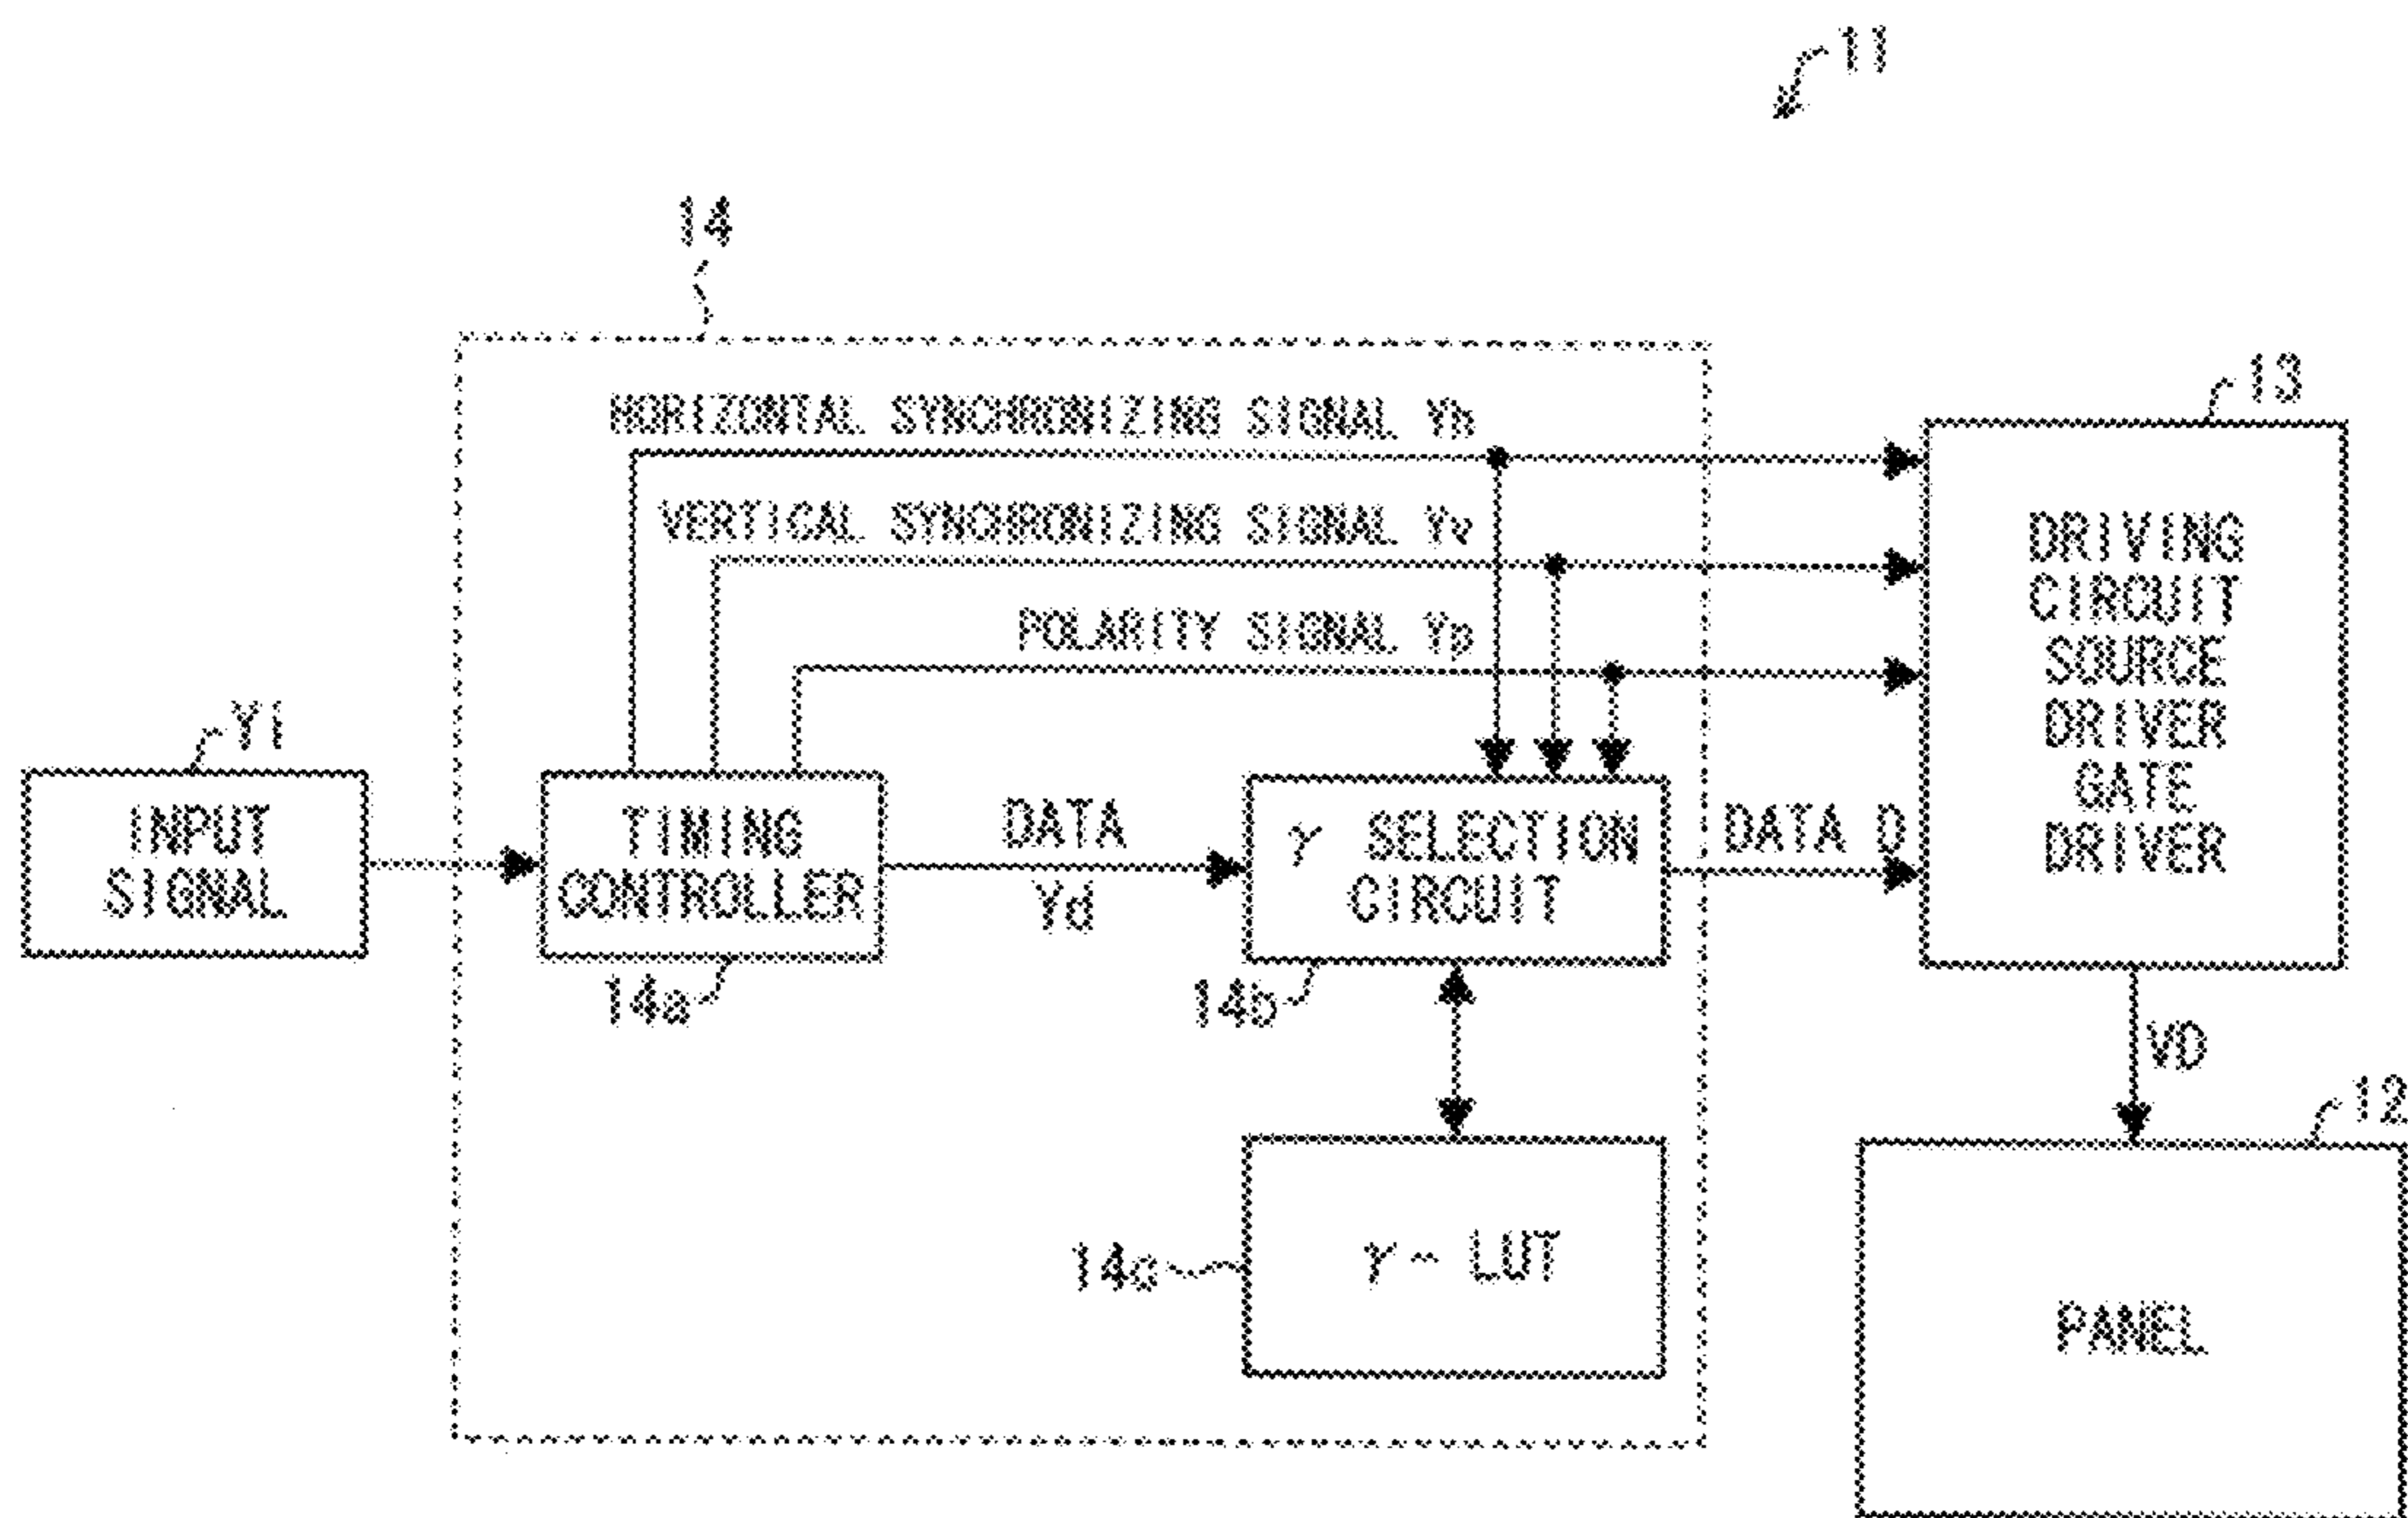 11
14
13
HORIZONTAL SYNCHRONIZING SIGNAL Yh
VERTICAL SYNCHRONIZING SIGNAL Yv
POLARITY SIGNAL Yp
DRIVING
CIRCUIT
SOURCE
DRIVER
GATE
DRIVER
Yi
INPUT
SIGNAL
TIMING
CONTROLLER
14a
DATA
Yd
γ SELECTION
CIRCUIT
14b
DATA D
VD
12
14c
γ - LUT
PANEL